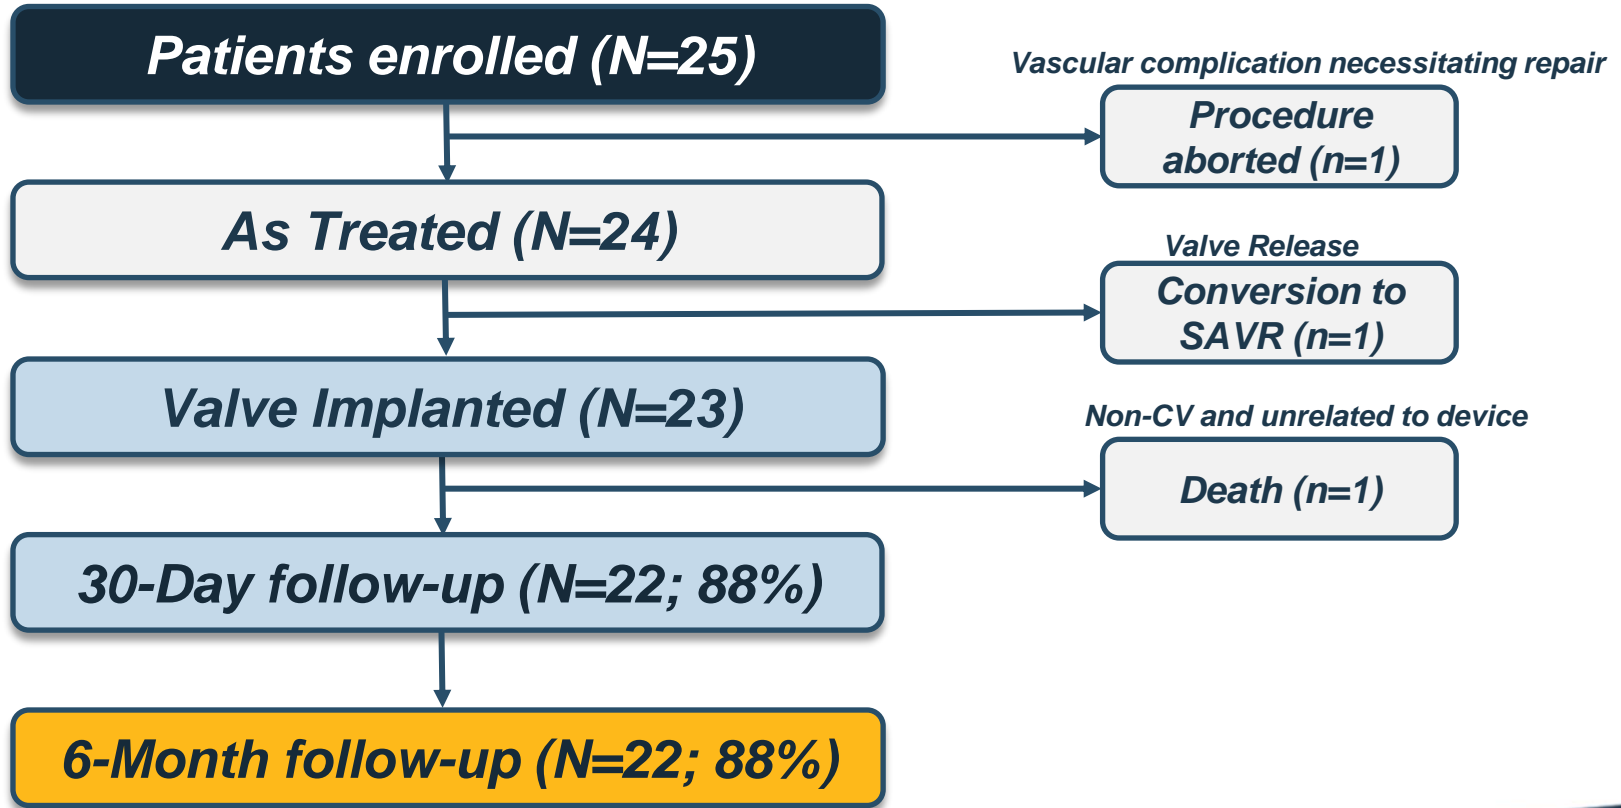 Patients enrolled (N=25)
Vascular complication necessitating repair
Procedure
aborted (n=1)
As Treated (N=24)
Valve Release
Conversion to
SAVR (n=1)
Valve Implanted (N=23)
Non-CV and unrelated to device
Death (n=1)
30-Day follow-up (N=22; 88%)
6-Month follow-up (N=22; 88%)